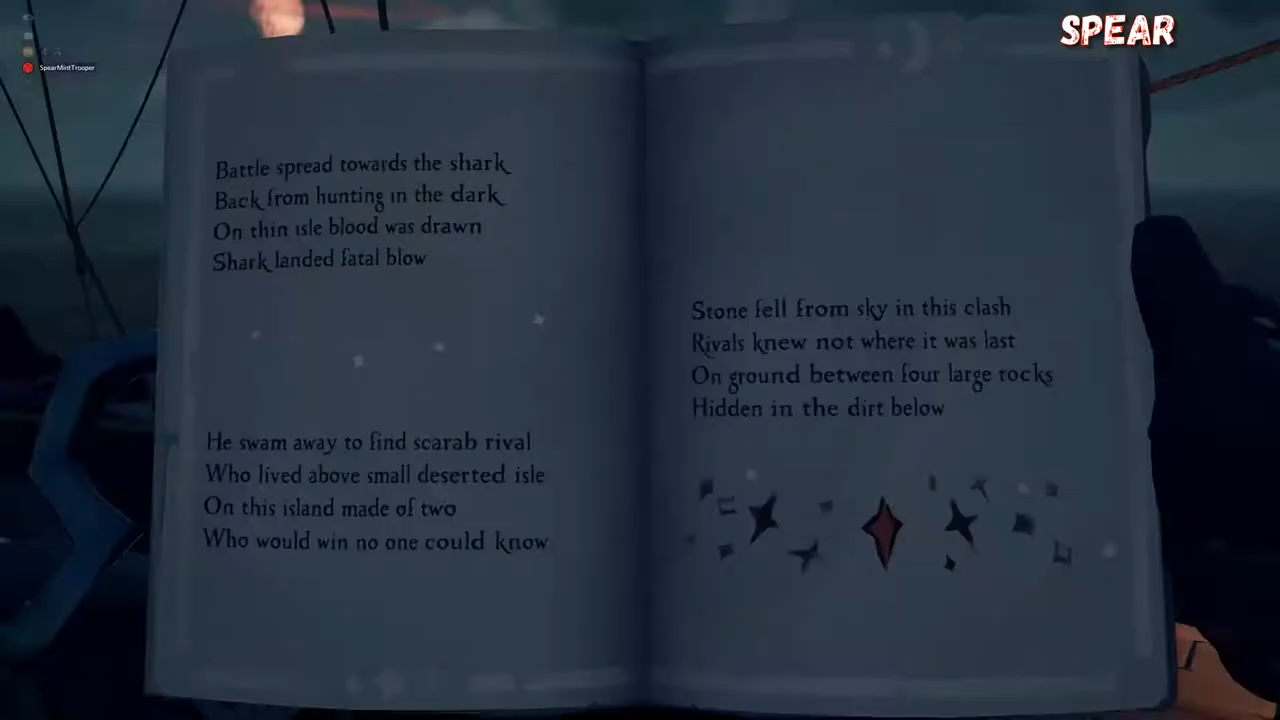 SPEAR
SpearMintTrooper
Battle spread towards the shark
Back from hunting in the dark
On thin isle blood was drawn
Shark landed fatal blow
He swam away to find scarab rival
Who lived above small deserted isle
On this island made of two
Who would win no one could know
Stone fell from sky in this clash
Rivals knew not where it was last
On ground between four large rocks
Hidden in the dirt below